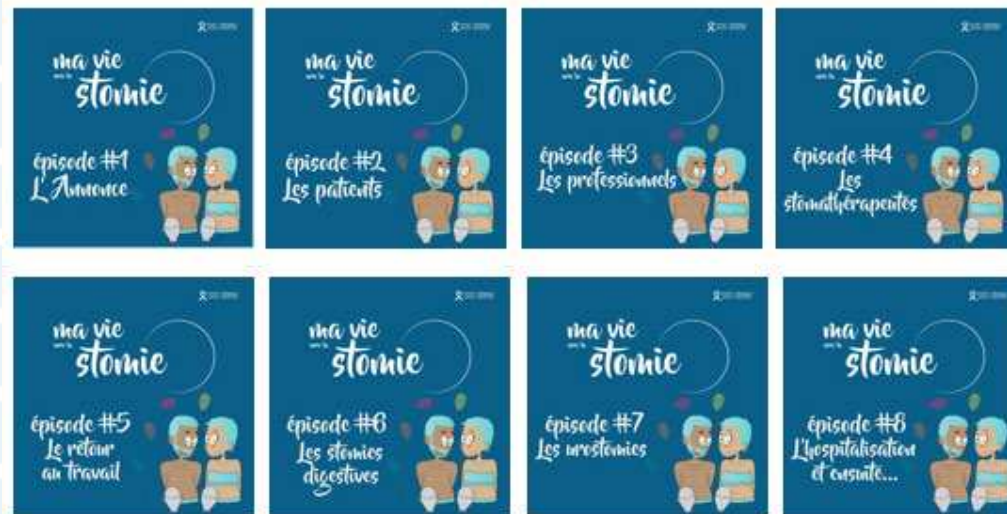 ma vie
stomie
épisode #1
L'Annonce
ma vie
stomie
épisode #2
Les patients
ma vie
stomie
épisode #3
Les professionnels
ma vie
stomie
épisode #4
Les
stomathérapeutes
ma vie
stomie
épisode #5
Le retour
au travail
ma vie
stomie
épisode #6
Les stomies
digestives
ma vie
stomie
épisode #7
Les urostomies
ma vie
stomie
épisode #8
L'hospitalisation
et ensuite...